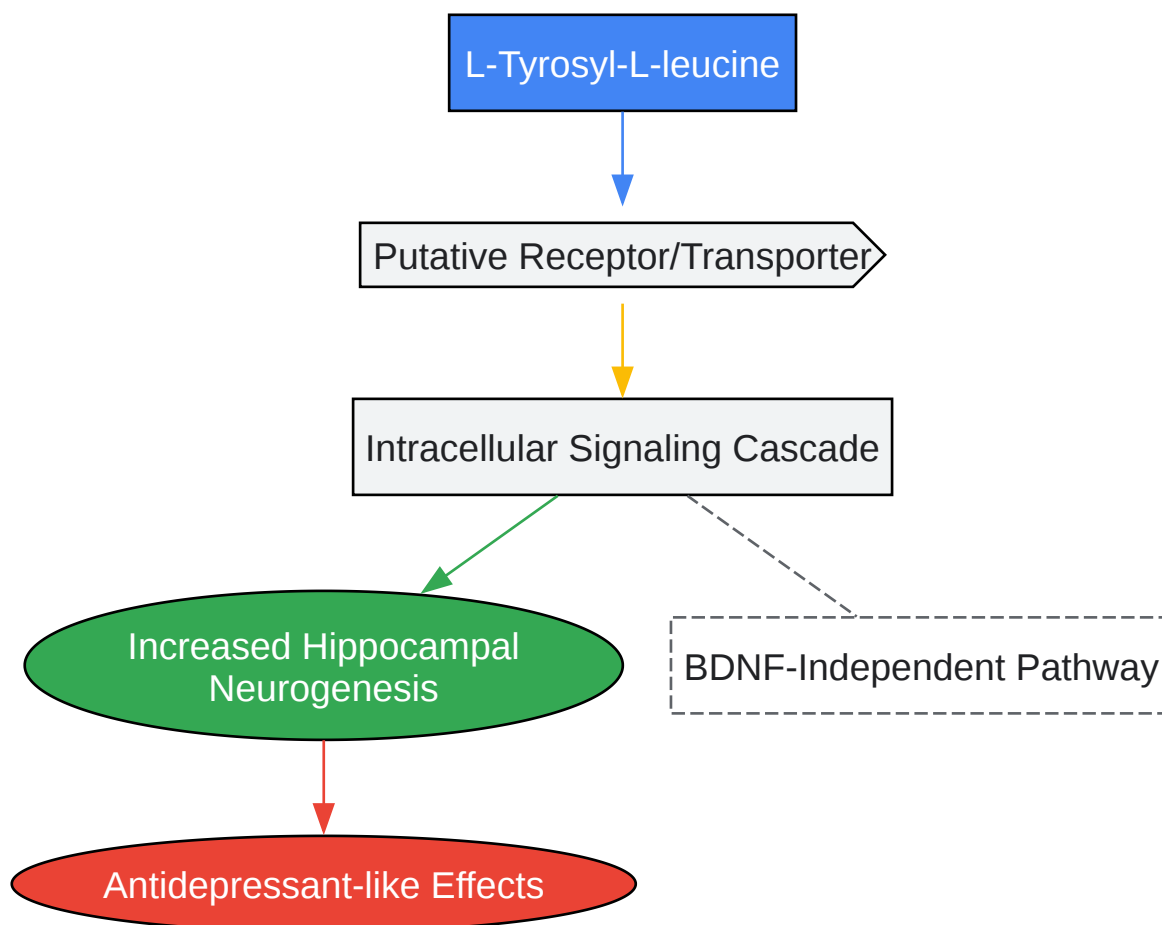 L-Tyrosyl-L-leucine
Putative Receptor/Transporter
Intracellular Signaling Cascade
Increased Hippocampal
Neurogenesis
BDNF-Independent Pathway
Antidepressant-like Effects